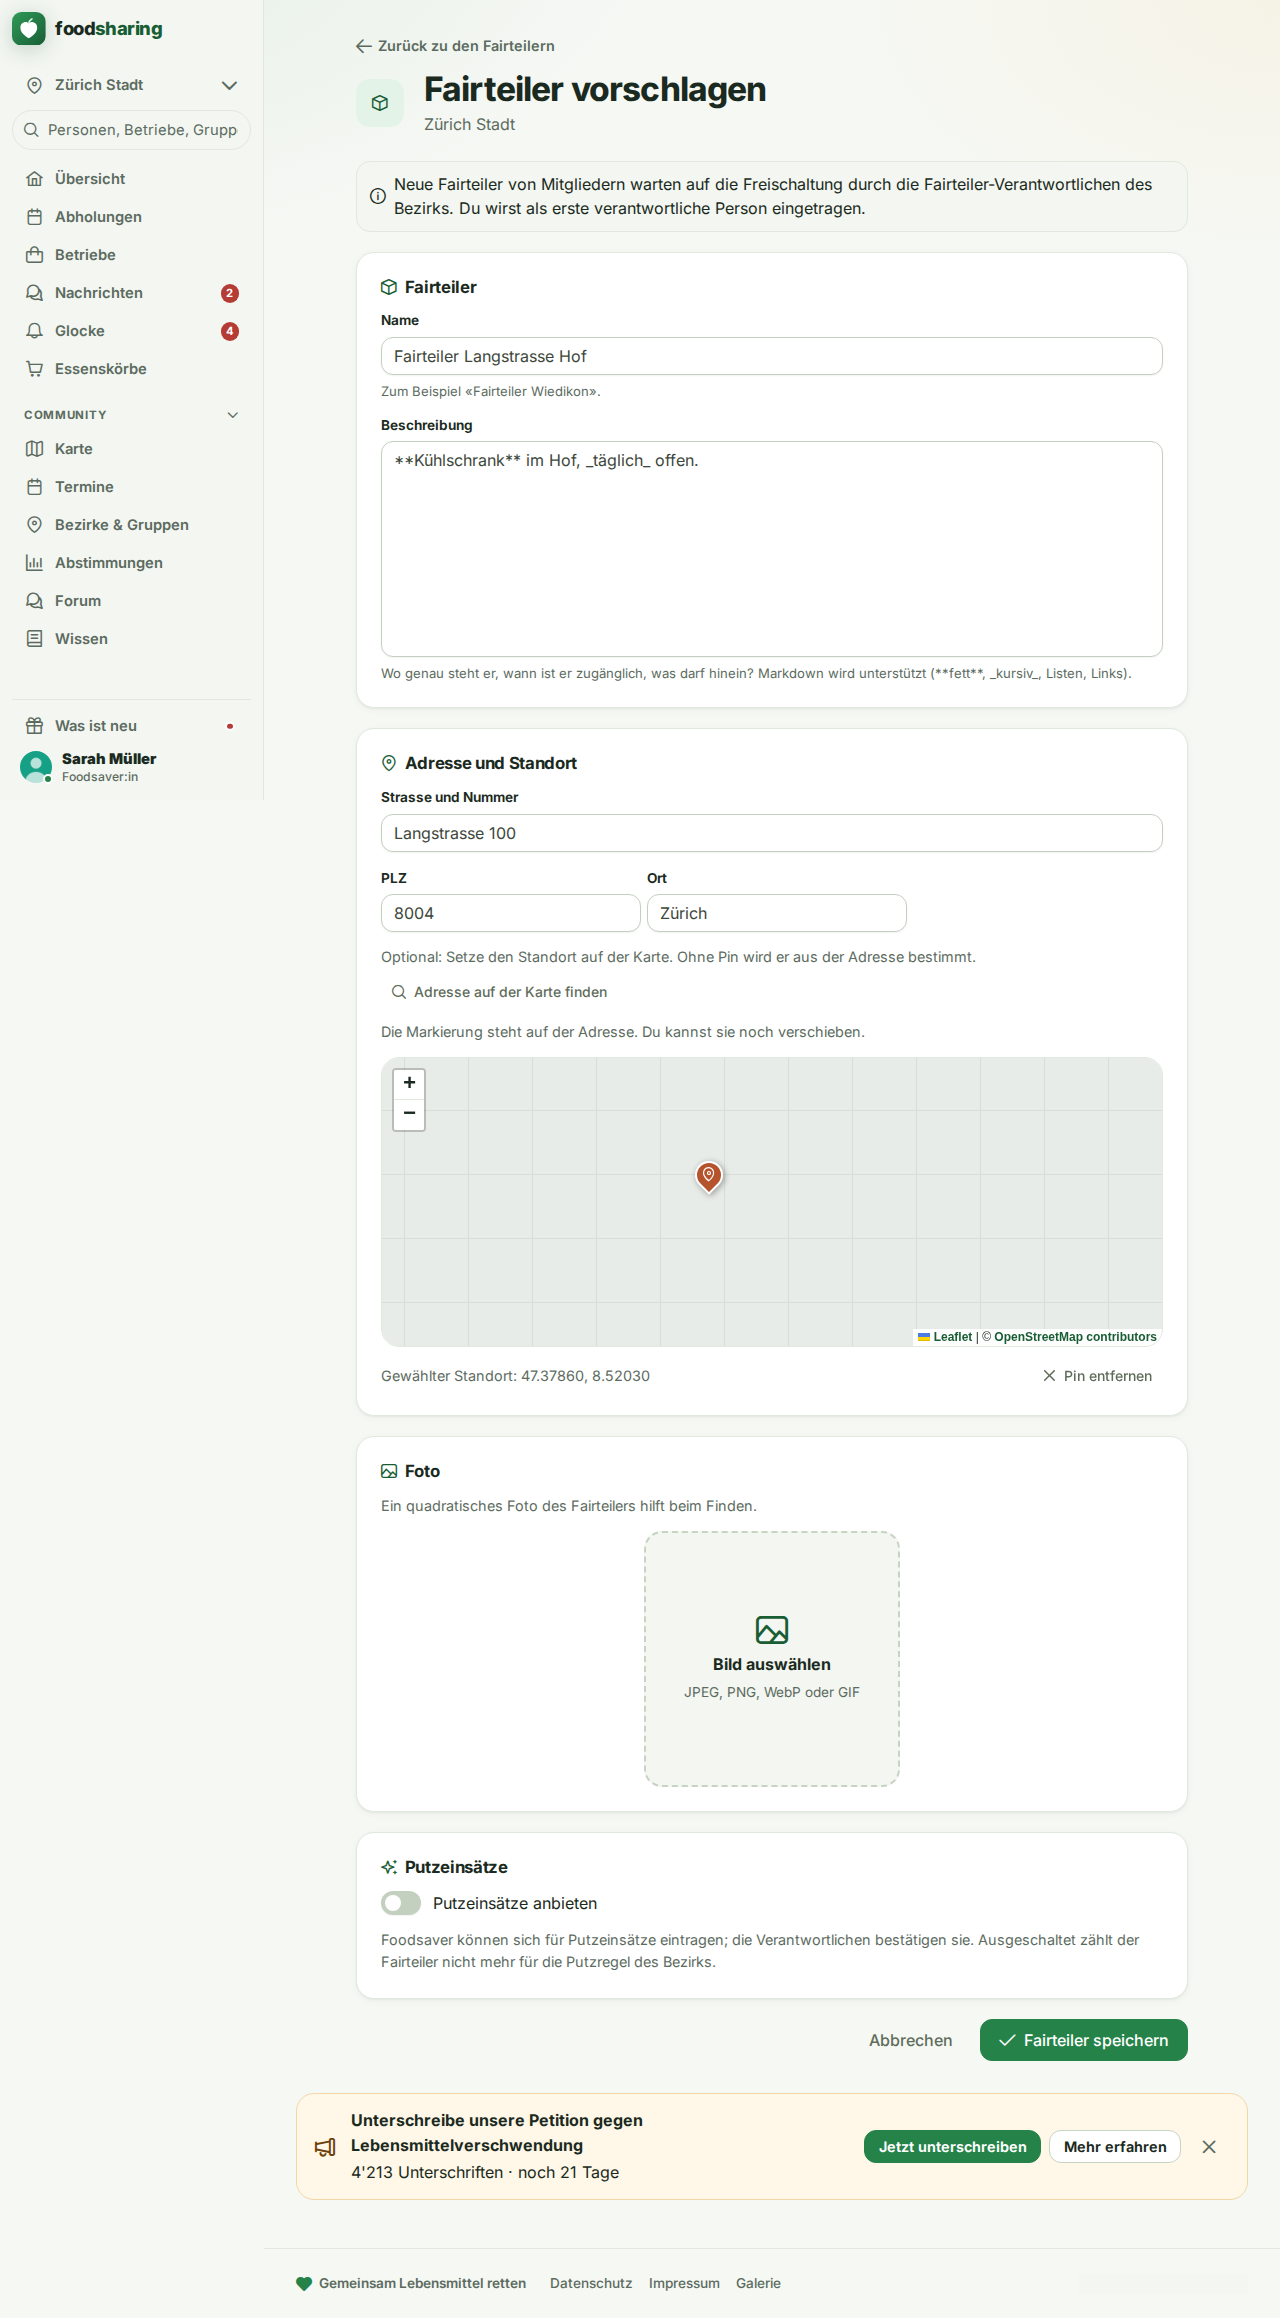 foodsharing
Zürich Stadt
Personen, Betriebe, Grupp
Übersicht
Abholungen
Betriebe
Nachrichten 2
Glocke 4
Essenskörbe
COMMUNITY
Karte
Termine
Bezirke & Gruppen
Abstimmungen
Forum
Wissen
Was ist neu
Sarah Müller
Foodsaver:in
Zurück zu den Fairteilern
Fairteiler vorschlagen
Zürich Stadt
Neue Fairteiler von Mitgliedern warten auf die Freischaltung durch die Fairteiler-Verantwortlichen des
Bezirks. Du wirst als erste verantwortliche Person eingetragen.
Fairteiler
Name
Fairteiler Langstrasse Hof
Zum Beispiel «Fairteiler Wiedikon».
Beschreibung
**Kühlschrank** im Hof, _täglich_ offen.
Wo genau steht er, wann ist er zugänglich, was darf hinein? Markdown wird unterstützt (**fett**, _kursiv_, Listen, Links).
Adresse und Standort
Strasse und Nummer
Langstrasse 100
PLZ Ort
8004 Zürich
Optional: Setze den Standort auf der Karte. Ohne Pin wird er aus der Adresse bestimmt.
Adresse auf der Karte finden
Die Markierung steht auf der Adresse. Du kannst sie noch verschieben.
+
−
Leaflet | © OpenStreetMap contributors
Gewählter Standort: 47.37860, 8.52030 Pin entfernen
Foto
Ein quadratisches Foto des Fairteilers hilft beim Finden.
Bild auswählen
JPEG, PNG, WebP oder GIF
Putzeinsätze
Putzeinsätze anbieten
Foodsaver können sich für Putzeinsätze eintragen; die Verantwortlichen bestätigen sie. Ausgeschaltet zählt der
Fairteiler nicht mehr für die Putzregel des Bezirks.
Abbrechen Fairteiler speichern
Unterschreibe unsere Petition gegen
Lebensmittelverschwendung
4'213 Unterschriften · noch 21 Tage
Jetzt unterschreiben Mehr erfahren
Gemeinsam Lebensmittel retten Datenschutz Impressum Galerie